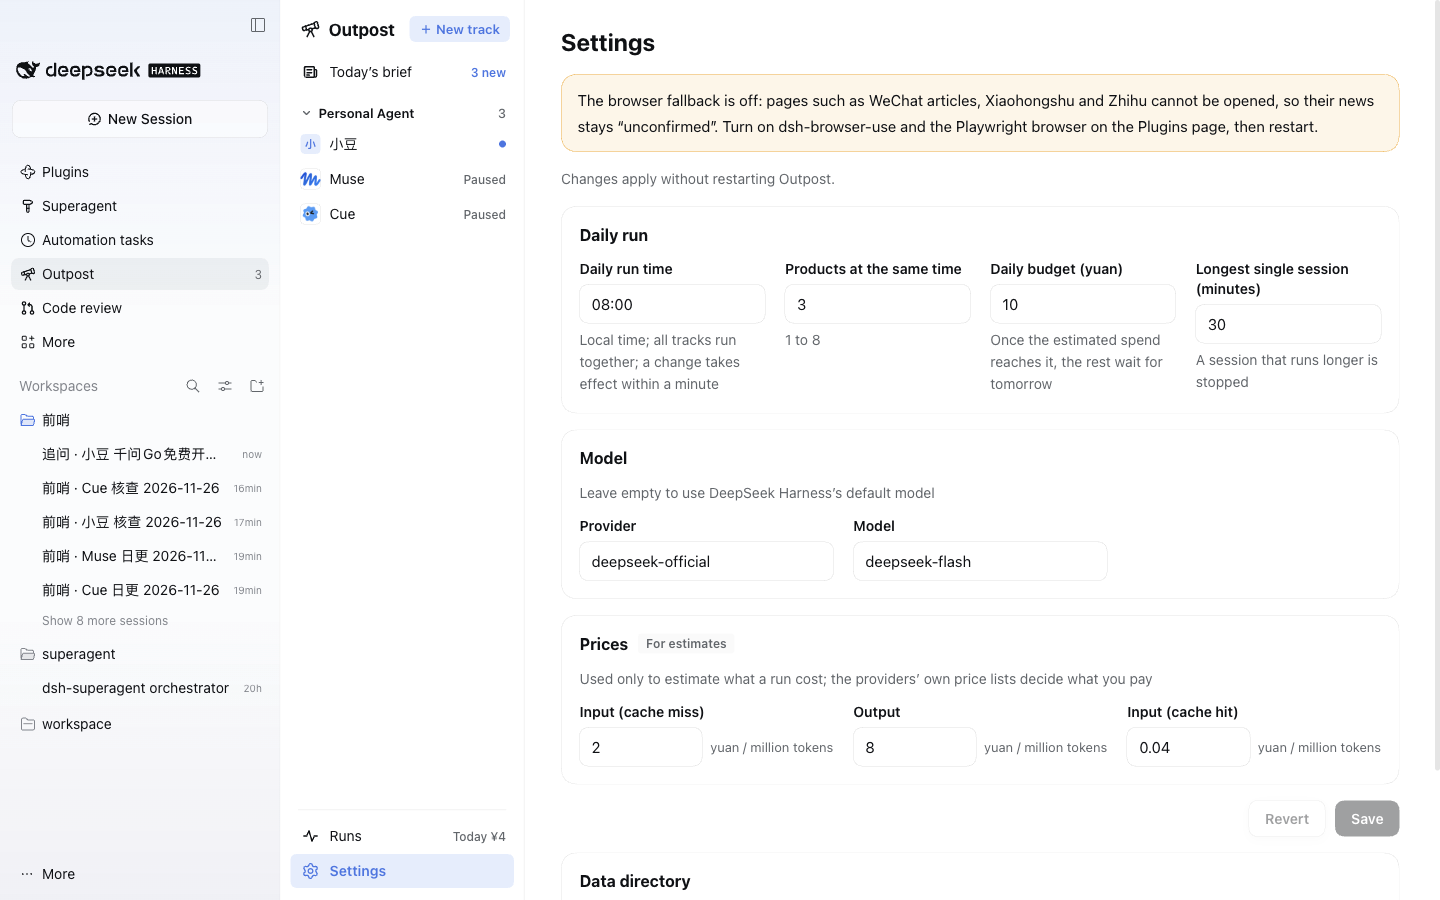 deepseek HARNESS
New Session
Plugins
Superagent
Automation tasks
Outpost 3
Code review
More
Workspaces
前哨
追问 · 小豆 千问Go免费开... now
前哨 · Cue 核查 2026-11-26 16min
前哨 · 小豆 核查 2026-11-26 17min
前哨 · Muse 日更 2026-11... 19min
前哨 · Cue 日更 2026-11-26 19min
Show 8 more sessions
superagent
dsh-superagent orchestrator 20h
workspace
More
Outpost
+ New track
Today's brief 3 new
Personal Agent 3
小 小豆
Muse Paused
Cue Paused
Runs Today ¥4
Settings
Settings
The browser fallback is off: pages such as WeChat articles, Xiaohongshu and Zhihu cannot be opened, so their news
stays “unconfirmed”. Turn on dsh-browser-use and the Playwright browser on the Plugins page, then restart.
Changes apply without restarting Outpost.
Daily run
Daily run time
08:00
Local time; all tracks run
together; a change takes
effect within a minute
Products at the same time
3
1 to 8
Daily budget (yuan)
10
Once the estimated spend
reaches it, the rest wait for
tomorrow
Longest single session
(minutes)
30
A session that runs longer is
stopped
Model
Leave empty to use DeepSeek Harness’s default model
Provider
deepseek-official
Model
deepseek-flash
Prices For estimates
Used only to estimate what a run cost; the providers’ own price lists decide what you pay
Input (cache miss)
2 yuan / million tokens
Output
8 yuan / million tokens
Input (cache hit)
0.04 yuan / million tokens
Revert
Save
Data directory